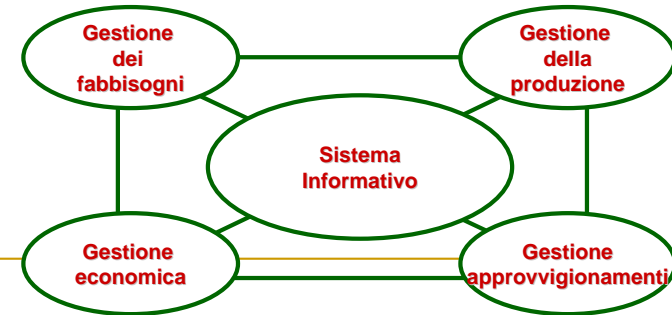 Gestione
dei
fabbisogni
Gestione
della
produzione
Sistema
Informativo
Gestione
economica
Gestione
approvvigionamenti